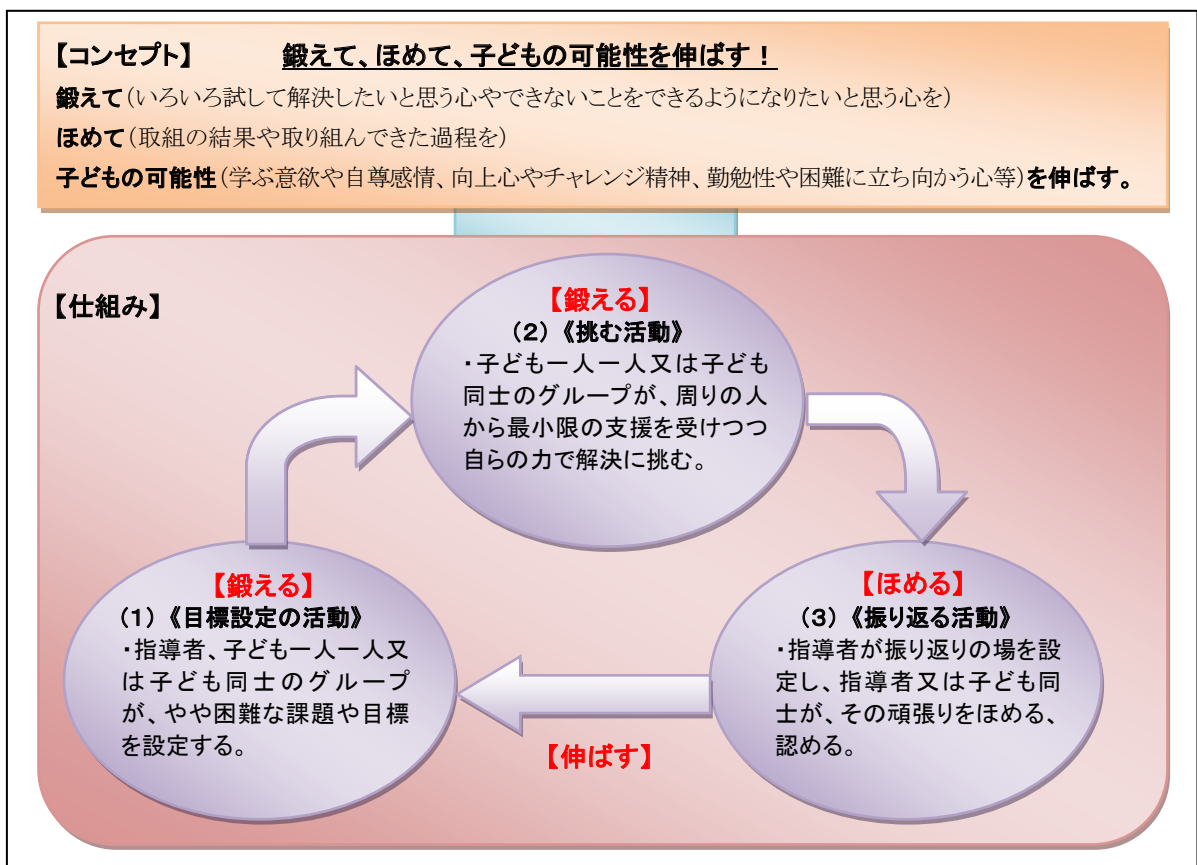 【コンセプト】 鍛えて、ほめて、子どもの可能性を伸ばす！
鍛えて(いろいろ試して解決したいと思う心やできないことをできるようになりたいと思う心を)
ほめて(取組の結果や取り組んできた過程を)
子どもの可能性(学ぶ意欲や自尊感情、向上心やチャレンジ精神、勤勉性や困難に立ち向かう心等)を伸ばす。
【仕組み】
【鍛える】
(2)《挑む活動》
・子ども一人一人又は子ども
同士のグループが、周りの人
から最小限の支援を受けつつ
自らの力で解決に挑む。
【鍛える】
(1)《目標設定の活動》
・指導者、子ども一人一人又
は子ども同士のグループ
が、やや困難な課題や目標
を設定する。
【ほめる】
(3)《振り返る活動》
・指導者が振り返りの場を設
定し、指導者又は子ども同
士が、その頑張りをほめる、
認める。
【伸ばす】